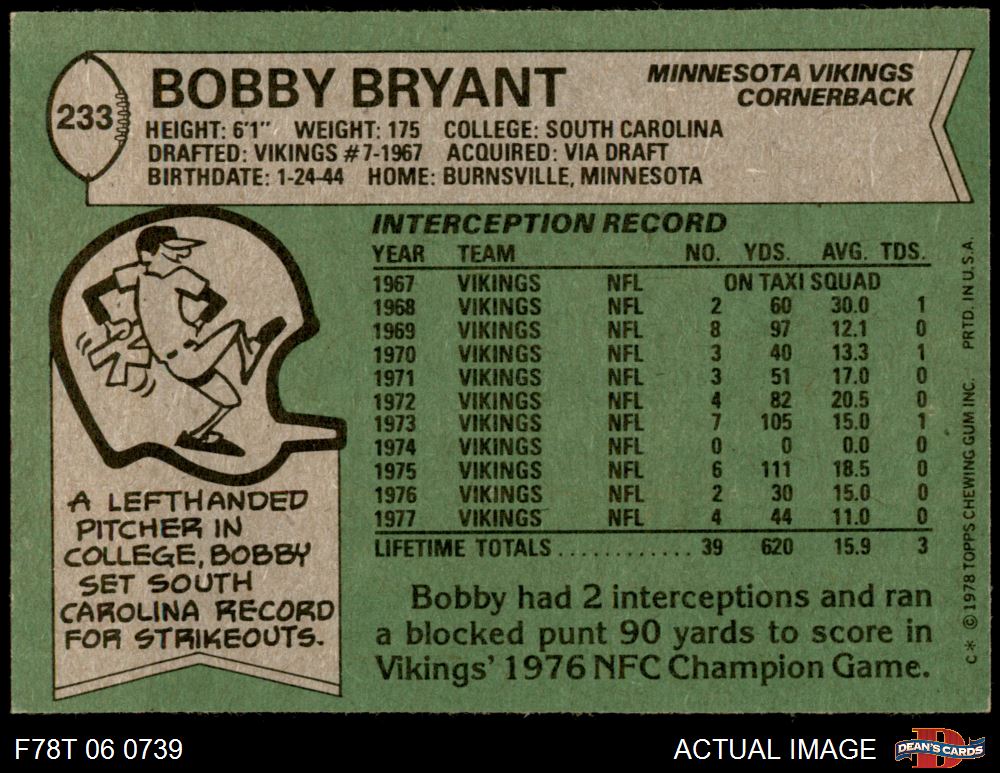 233
BOBBY BRYANT
MINNESOTA VIKINGS
CORNERBACK
HEIGHT: 6'1" WEIGHT: 175 COLLEGE: SOUTH CAROLINA
DRAFTED: VIKINGS #7-1967 ACQUIRED: VIA DRAFT
BIRTHDATE: 1-24-44 HOME: BURNSVILLE, MINNESOTA
INTERCEPTION RECORD
YEAR TEAM NO. YDS. AVG. TDS.
1967 VIKINGS NFL ON TAXI SQUAD
1968 VIKINGS NFL 2 60 30.0 1
1969 VIKINGS NFL 8 97 12.1 0
1970 VIKINGS NFL 3 40 13.3 1
1971 VIKINGS NFL 3 51 17.0 0
1972 VIKINGS NFL 4 82 20.5 0
1973 VIKINGS NFL 7 105 15.0 1
1974 VIKINGS NFL 0 0 0.0 0
1975 VIKINGS NFL 6 111 18.5 0
1976 VIKINGS NFL 2 30 15.0 0
1977 VIKINGS NFL 4 44 11.0 0
LIFETIME TOTALS ............ 39 620 15.9 3
A LEFTHANDED
PITCHER IN
COLLEGE, BOBBY
SET SOUTH
CAROLINA RECORD
FOR STRIKEOUTS.
Bobby had 2 interceptions and ran
a blocked punt 90 yards to score in
Vikings' 1976 NFC Champion Game.
C* © 1978 TOPPS CHEWING GUM INC. PRTD. IN U.S.A.
F78T 06 0739
ACTUAL IMAGE
DEAN'S CARDS